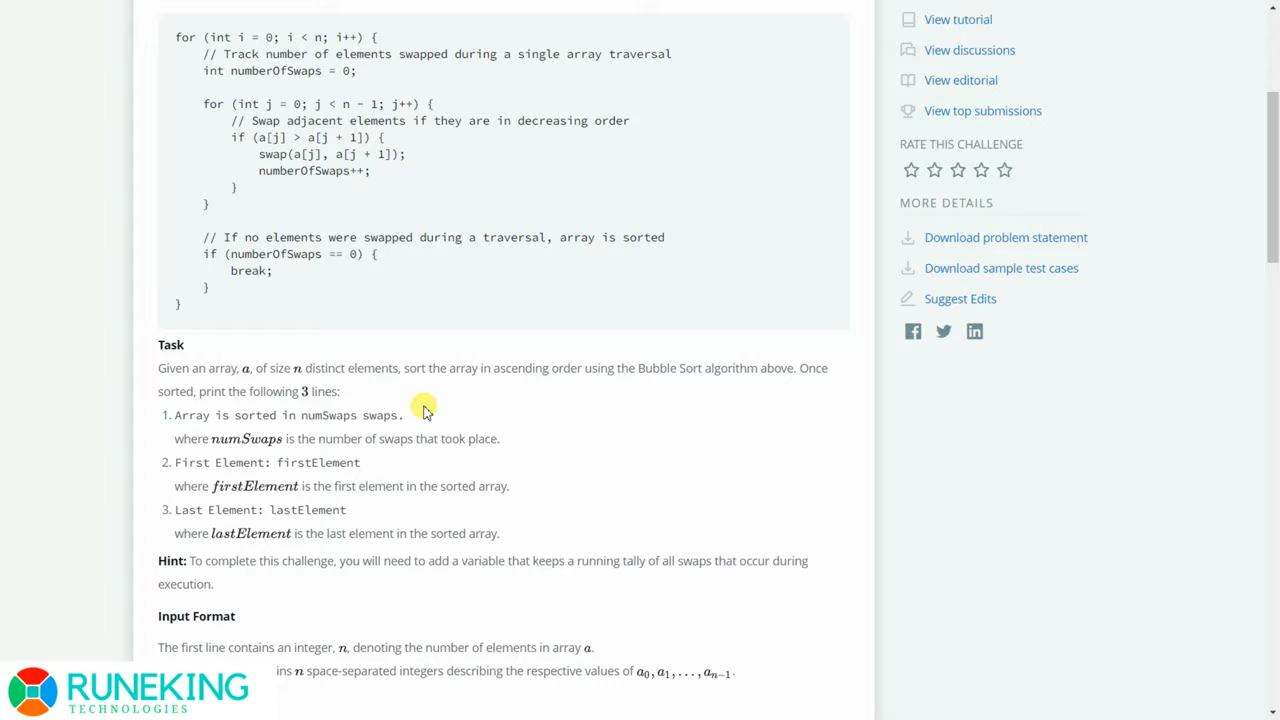 for (int i = 0; i < n; i++) {
// Track number of elements swapped during a single array traversal
int numberOfSwaps = 0;
for (int j = 0; j < n - 1; j++) {
// Swap adjacent elements if they are in decreasing order
if (a[j] > a[j + 1]) {
swap(a[j], a[j + 1]);
numberOfSwaps++;
}
}
// If no elements were swapped during a traversal, array is sorted
if (numberOfSwaps == 0) {
break;
}
}
Task
Given an array, a, of size n distinct elements, sort the array in ascending order using the Bubble Sort algorithm above. Once
sorted, print the following 3 lines:
1. Array is sorted in numSwaps swaps.
where numSwaps is the number of swaps that took place.
2. First Element: firstElement
where firstElement is the first element in the sorted array.
3. Last Element: lastElement
where lastElement is the last element in the sorted array.
Hint: To complete this challenge, you will need to add a variable that keeps a running tally of all swaps that occur during
execution.
Input Format
The first line contains an integer, n, denoting the number of elements in array a.
ins n space-separated integers describing the respective values of a0, a1, . . . , an−1.
View tutorial
View discussions
View editorial
View top submissions
RATE THIS CHALLENGE
MORE DETAILS
Download problem statement
Download sample test cases
Suggest Edits
RUNEKING
TECHNOLOGIES